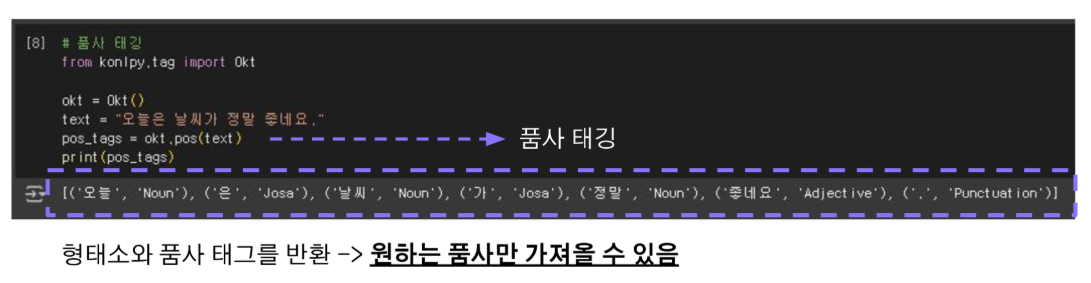 [8] # 품사 태깅
from konlpy.tag import Okt
okt = Okt()
text = "오늘은 날씨가 정말 좋네요."
pos_tags = okt.pos(text)
품사 태깅
print(pos_tags)
[('오늘', 'Noun'), ('은', 'Josa'), ('날씨', 'Noun'), ('가', 'Josa'), ('정말', 'Noun'), ('좋네요', 'Adjective'), ('.', 'Punctuation')]
형태소와 품사 태그를 반환 -> 원하는 품사만 가져올 수 있음